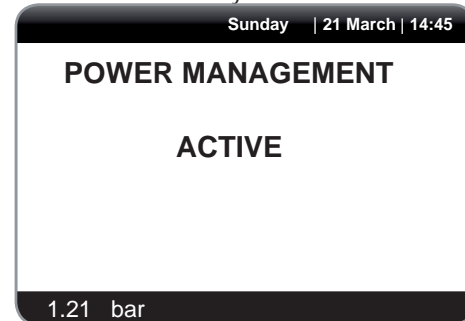 Sunday | 21 March | 14:45
POWER MANAGEMENT
ACTIVE
1.21 bar